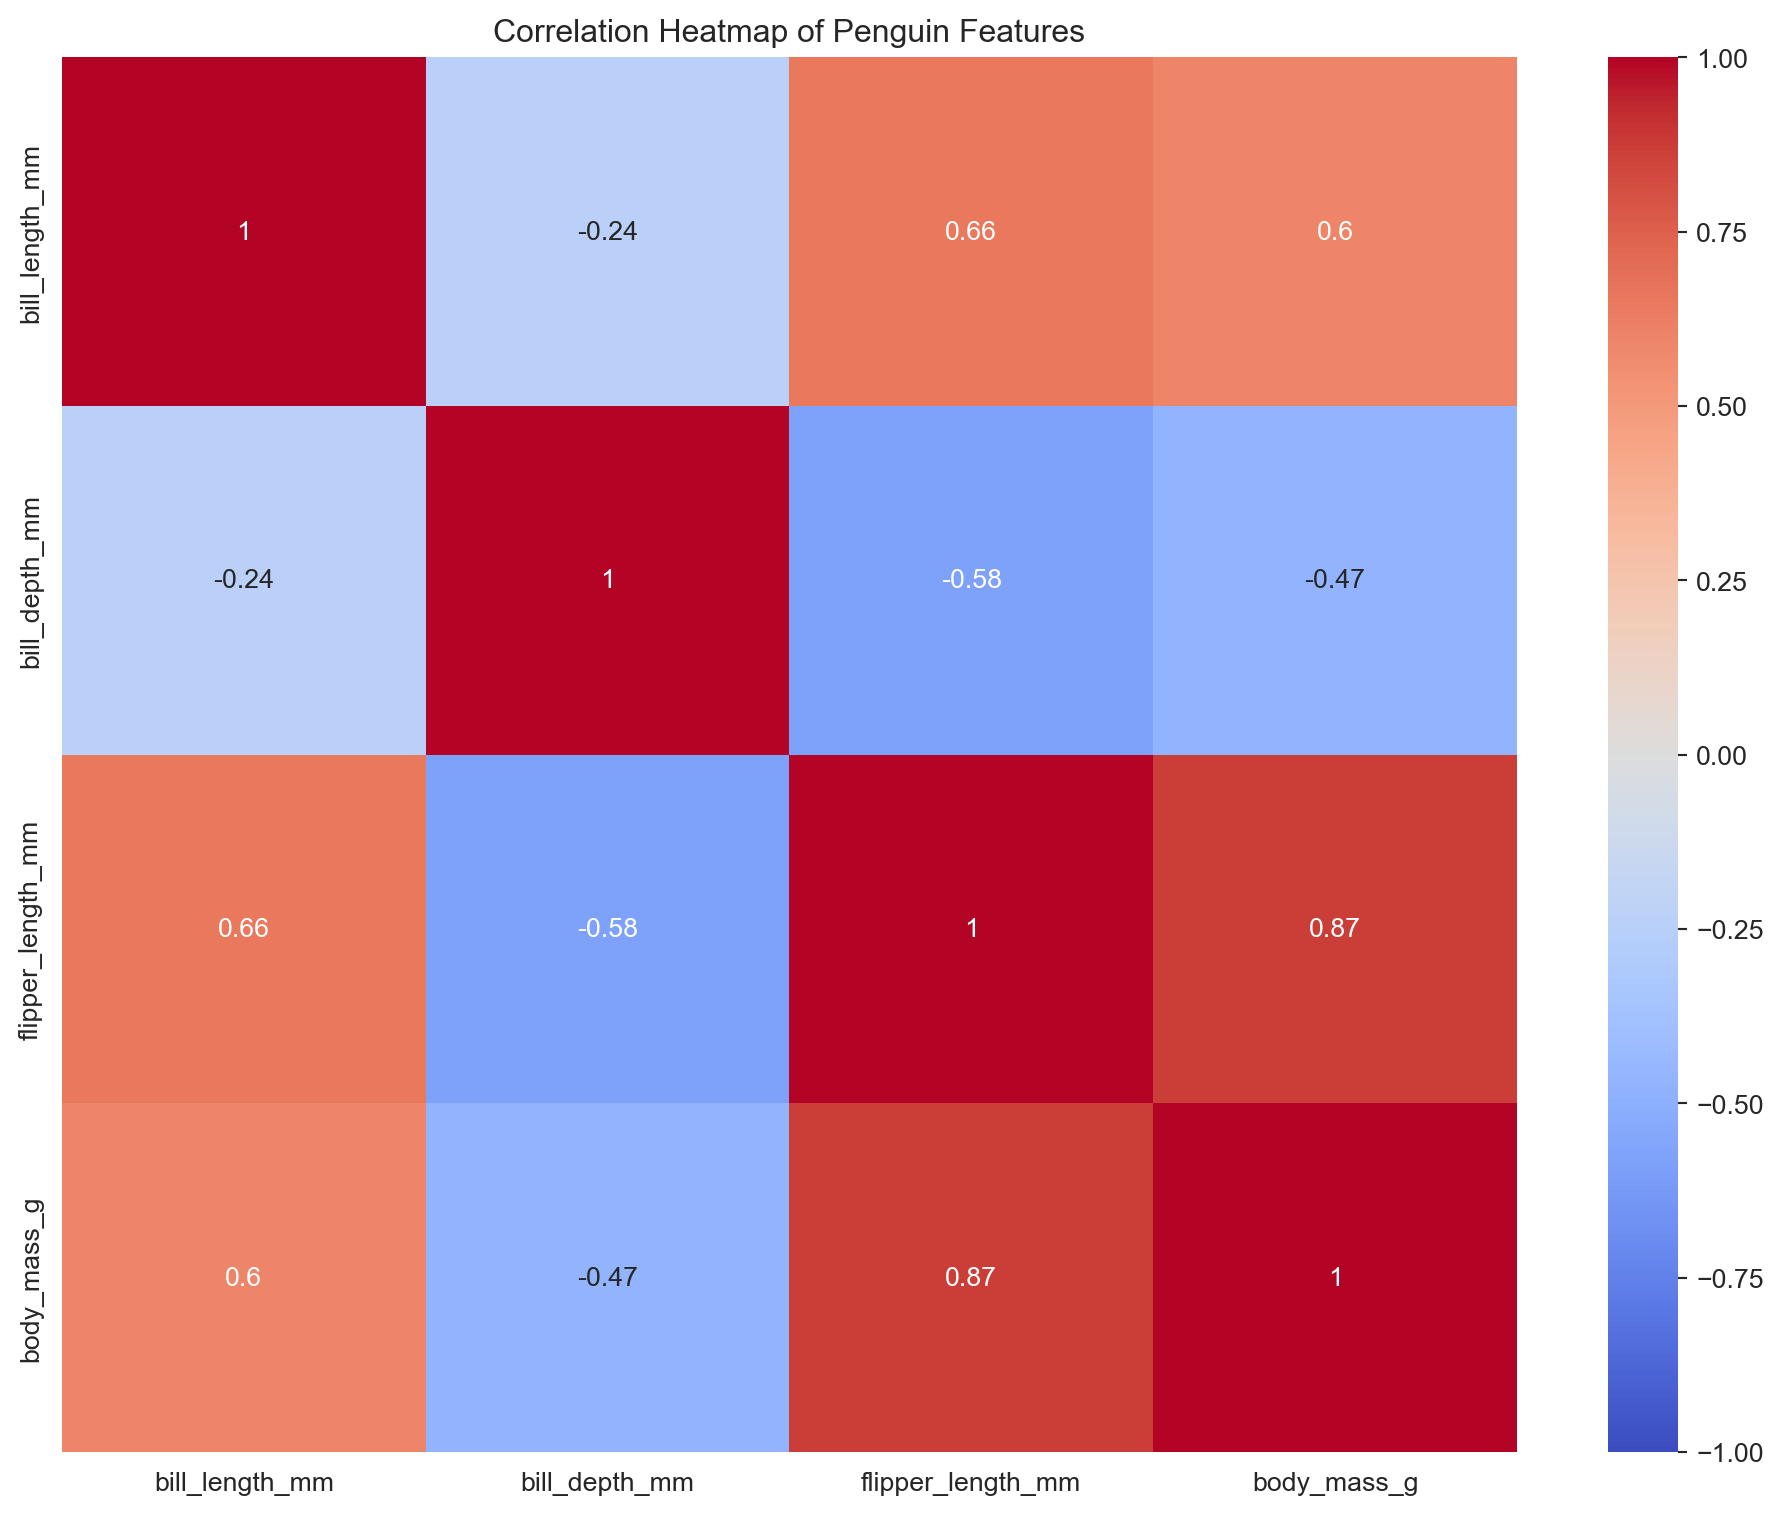 Correlation Heatmap of Penguin Features
bill_length_mm
1
-0.24
0.66
0.6
bill_depth_mm
-0.24
1
-0.58
-0.47
flipper_length_mm
0.66
-0.58
1
0.87
body_mass_g
0.6
-0.47
0.87
1
bill_length_mm
bill_depth_mm
flipper_length_mm
body_mass_g
1.00
0.75
0.50
0.25
0.00
−0.25
−0.50
−0.75
−1.00